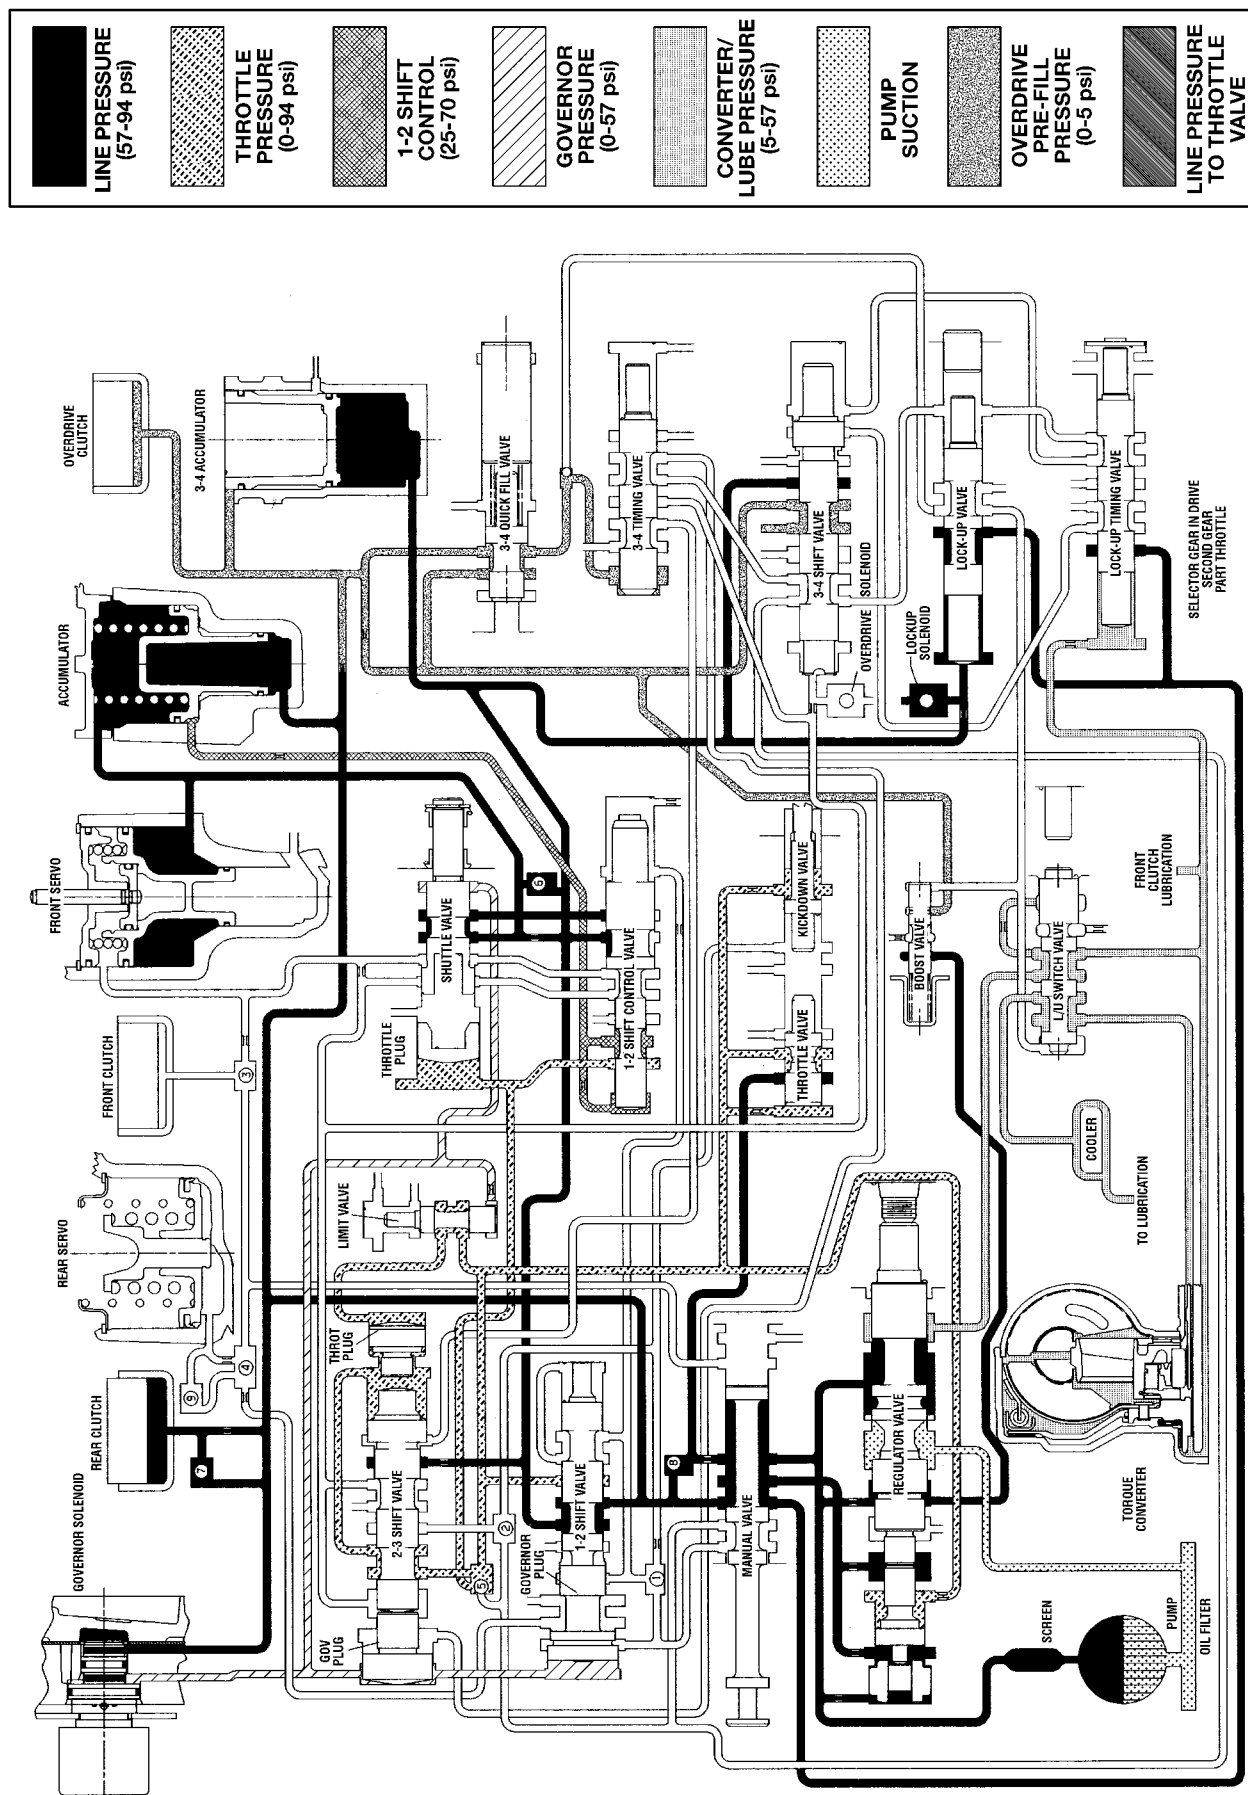 LINE PRESSURE
(57-94 psi)
THROTTLE
PRESSURE
(0-94 psi)
1-2 SHIFT
CONTROL
(25-70 psi)
GOVERNOR
PRESSURE
(0-57 psi)
CONVERTER/
LUBE PRESSURE
(5-57 psi)
PUMP
SUCTION
OVERDRIVE
PRE-FILL
PRESSURE
(0-5 psi)
LINE PRESSURE
TO THROTTLE
VALVE
GOVERNOR SOLENOID
REAR CLUTCH
REAR SERVO
FRONT CLUTCH
FRONT SERVO
ACCUMULATOR
OVERDRIVE
CLUTCH
3-4 ACCUMULATOR
7
9
4
3
GOV
PLUG
2-3 SHIFT VALVE
THROT
PLUG
LIMIT VALVE
THROTTLE
PLUG
SHUTTLE VALVE
6
3-4 QUICK FILL VALVE
5
2
GOVERNOR
PLUG
1-2 SHIFT VALVE
1-2 SHIFT CONTROL VALVE
3-4 TIMING VALVE
1
8
MANUAL VALVE
THROTTLE VALVE
KICKDOWN VALVE
3-4 SHIFT VALVE
OVERDRIVE SOLENOID
REGULATOR VALVE
BOOST VALVE
LOCKUP
SOLENOID
LOCK-UP VALVE
SCREEN
TORQUE
CONVERTER
COOLER
TO LUBRICATION
L/U SWITCH VALVE
FRONT
CLUTCH
LUBRICATION
LOCK-UP TIMING VALVE
PUMP
OIL FILTER
SELECTOR GEAR IN DRIVE
SECOND GEAR
PART THROTTLE